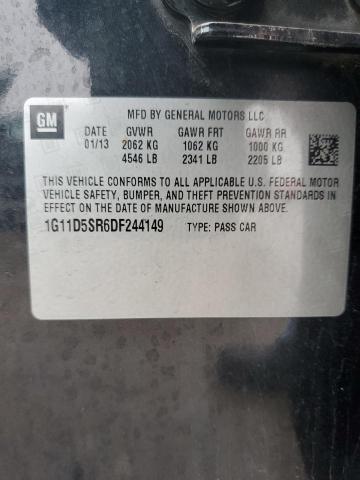 GM
MFD BY GENERAL MOTORS LLC
DATE GVWR GAWR FRT GAWR RR
01/13 2062 KG 1062 KG 1000 KG
4546 LB 2341 LB 2205 LB
THIS VEHICLE CONFORMS TO ALL APPLICABLE U.S. FEDERAL MOTOR
VEHICLE SAFETY, BUMPER, AND THEFT PREVENTION STANDARDS
IN EFFECT ON THE DATE OF MANUFACTURE SHOWN ABOVE.
1G11D5SR6DF244149 TYPE: PASS CAR